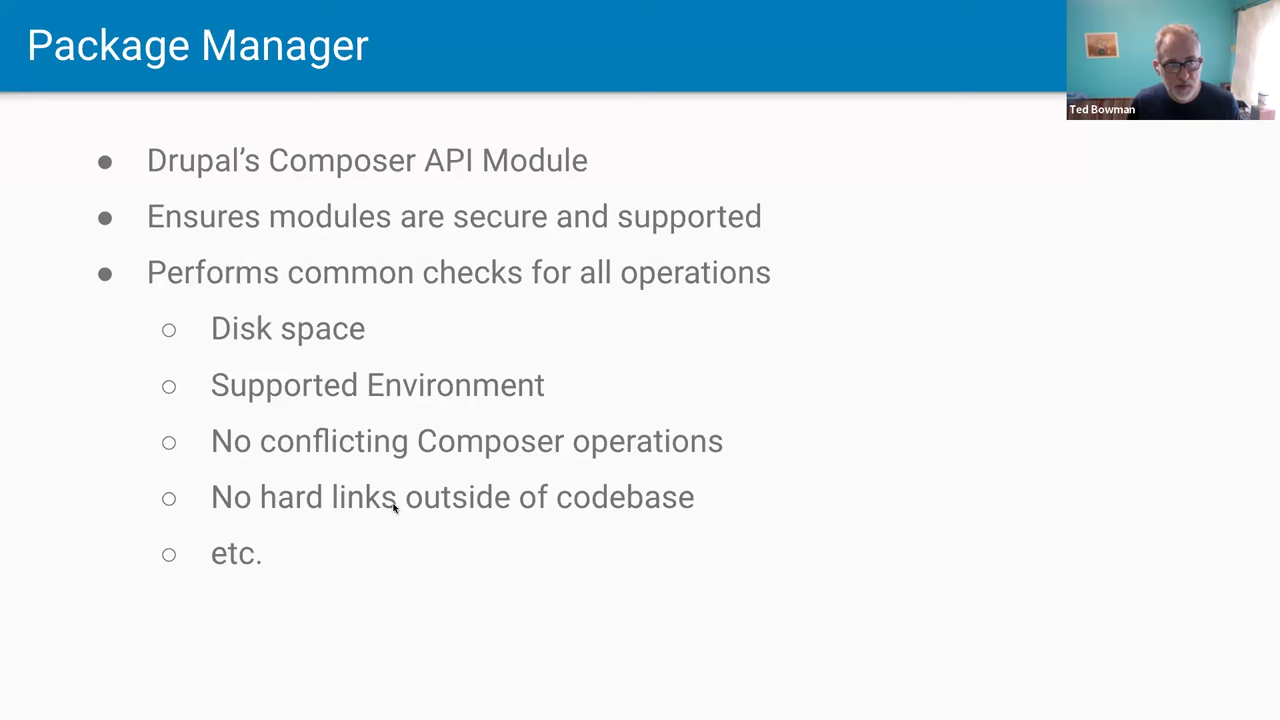 Package Manager
Ted Bowman
● Drupal’s Composer API Module
● Ensures modules are secure and supported
● Performs common checks for all operations
○ Disk space
○ Supported Environment
○ No conflicting Composer operations
○ No hard links outside of codebase
○ etc.